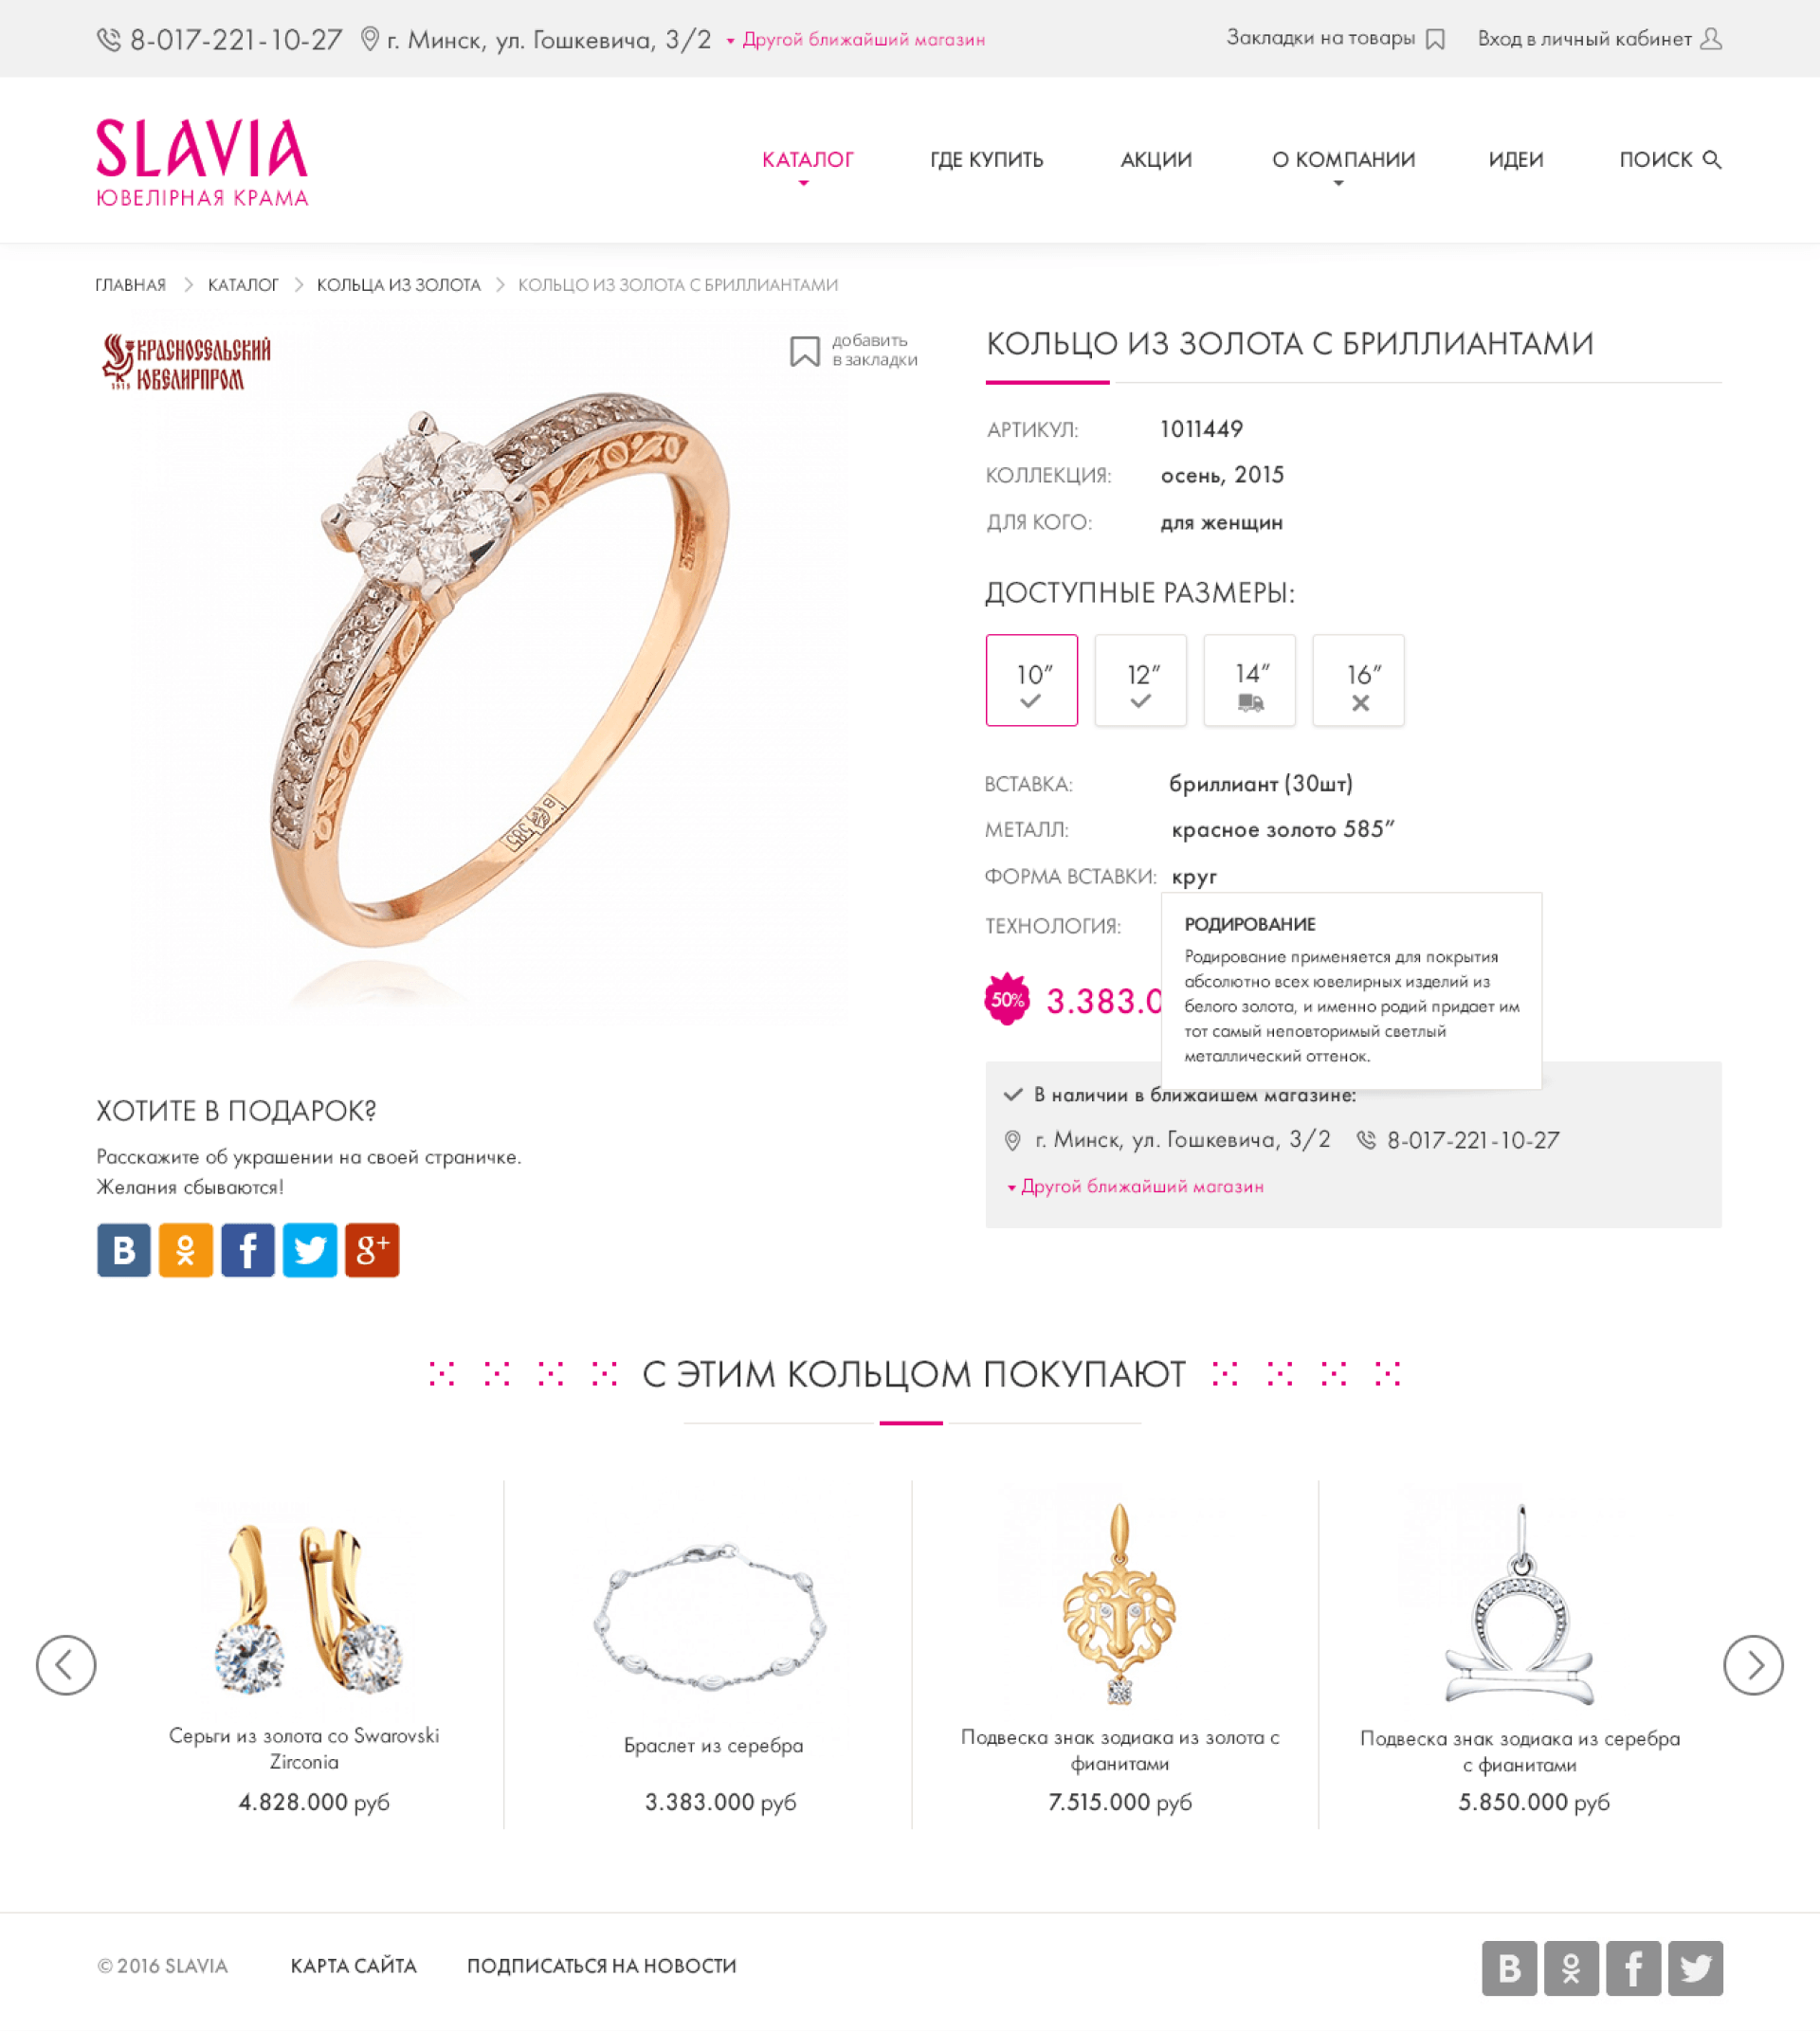 8-017-221-10-27 г. Минск, ул. Гошкевича, 3/2 Другой ближайший магазин
Закладки на товары Вход в личный кабинет
SLAVIA
ЮВЕЛІРНАЯ КРАМА
КАТАЛОГ ГДЕ КУПИТЬ АКЦИИ О КОМПАНИИ ИДЕИ ПОИСК
ГЛАВНАЯ КАТАЛОГ КОЛЬЦА ИЗ ЗОЛОТА КОЛЬЦО ИЗ ЗОЛОТА С БРИЛЛИАНТАМИ
КРАСНОСЕЛЬСКИЙ
ЮВЕЛИРПРОМ
1919
добавить
в закладки
585
КОЛЬЦО ИЗ ЗОЛОТА С БРИЛЛИАНТАМИ
АРТИКУЛ: 1011449
КОЛЛЕКЦИЯ: осень, 2015
ДЛЯ КОГО: для женщин
ДОСТУПНЫЕ РАЗМЕРЫ:
10” 12” 14” 16”
ВСТАВКА: бриллиант (30шт)
МЕТАЛЛ: красное золото 585”
ФОРМА ВСТАВКИ: круг
ТЕХНОЛОГИЯ:
РОДИРОВАНИЕ
Родирование применяется для покрытия
абсолютно всех ювелирных изделий из
белого золота, и именно родий придает им
тот самый неповторимый светлый
металлический оттенок.
50% 3.383.0
В наличии в ближайшем магазине:
г. Минск, ул. Гошкевича, 3/2 8-017-221-10-27
Другой ближайший магазин
ХОТИТЕ В ПОДАРОК?
Расскажите об украшении на своей страничке.
Желания сбываются!
В f g+
С ЭТИМ КОЛЬЦОМ ПОКУПАЮТ
Серьги из золота со Swarovski
Zirconia
4.828.000 руб
Браслет из серебра
3.383.000 руб
Подвеска знак зодиака из золота с
фианитами
7.515.000 руб
Подвеска знак зодиака из серебра
с фианитами
5.850.000 руб
© 2016 SLAVIA КАРТА САЙТА ПОДПИСАТЬСЯ НА НОВОСТИ
В f